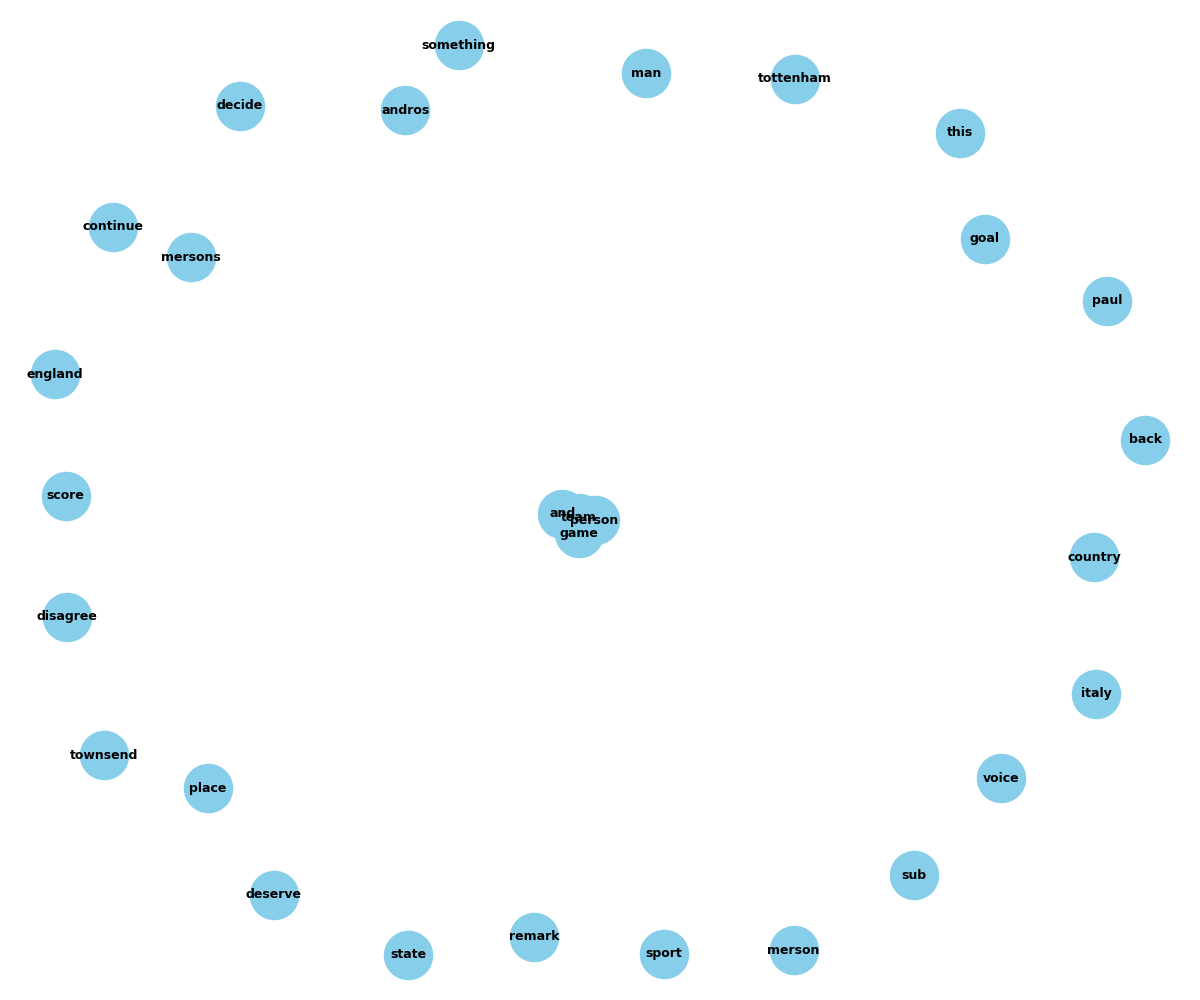 something
man
tottenham
decide
andros
this
continue
mersons
goal
paul
england
back
score
and
team
person
game
country
disagree
italy
townsend
place
voice
deserve
sub
state
remark
sport
merson